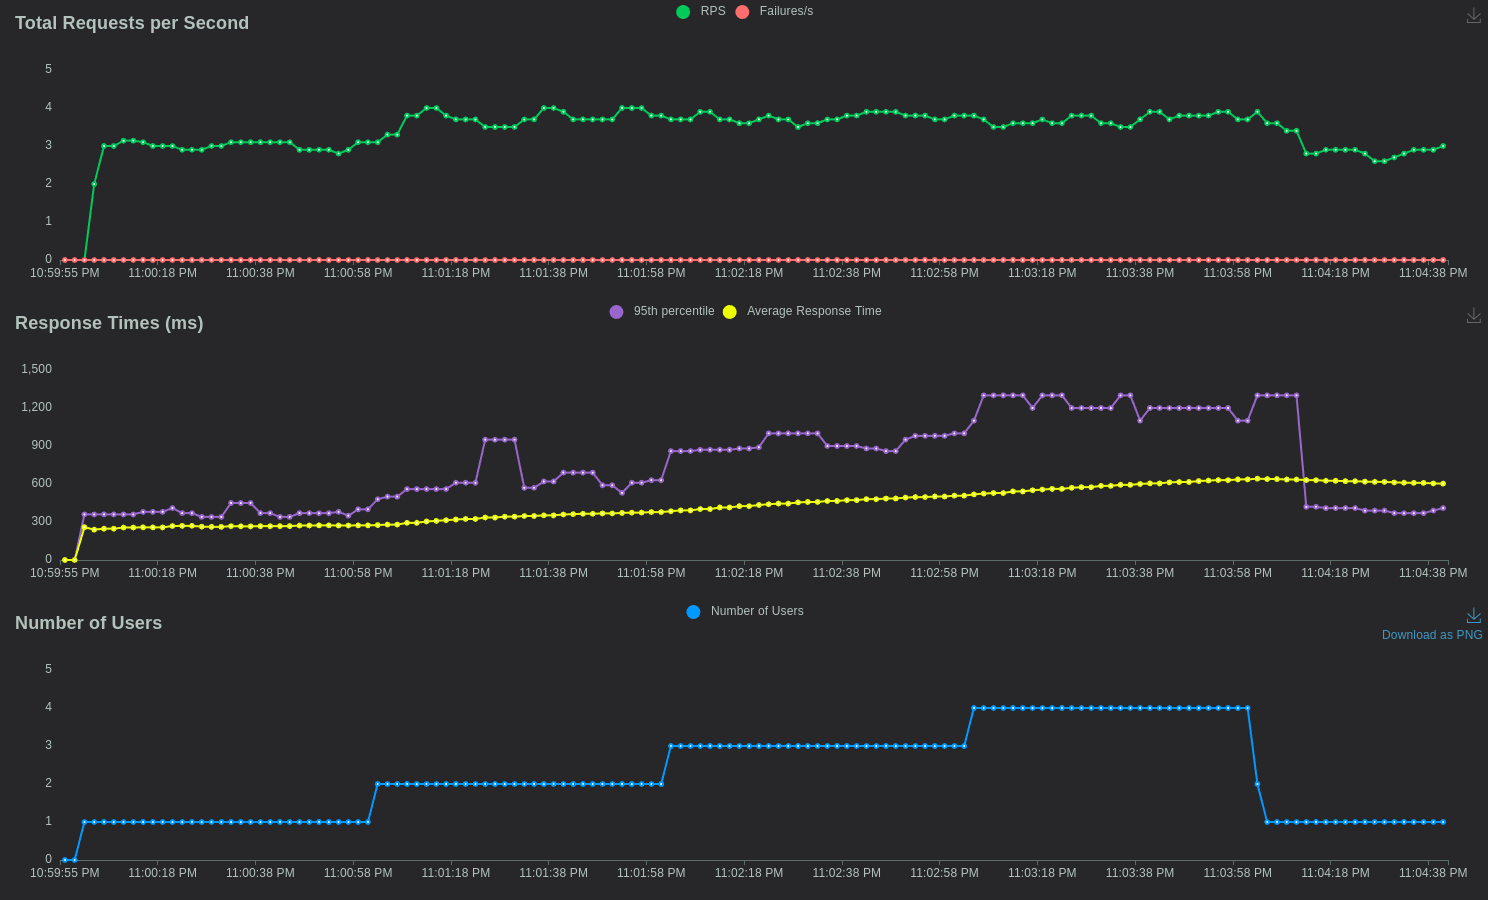 RPS Failures/s
Total Requests per Second
5
4
3
2
1
0
10:59:55 PM 11:00:18 PM 11:00:38 PM 11:00:58 PM 11:01:18 PM 11:01:38 PM 11:01:58 PM 11:02:18 PM 11:02:38 PM 11:02:58 PM 11:03:18 PM 11:03:38 PM 11:03:58 PM 11:04:18 PM 11:04:38 PM
95th percentile Average Response Time
Response Times (ms)
1,500
1,200
900
600
300
0
10:59:55 PM 11:00:18 PM 11:00:38 PM 11:00:58 PM 11:01:18 PM 11:01:38 PM 11:01:58 PM 11:02:18 PM 11:02:38 PM 11:02:58 PM 11:03:18 PM 11:03:38 PM 11:03:58 PM 11:04:18 PM 11:04:38 PM
Number of Users
Number of Users
Download as PNG
5
4
3
2
1
0
10:59:55 PM 11:00:18 PM 11:00:38 PM 11:00:58 PM 11:01:18 PM 11:01:38 PM 11:01:58 PM 11:02:18 PM 11:02:38 PM 11:02:58 PM 11:03:18 PM 11:03:38 PM 11:03:58 PM 11:04:18 PM 11:04:38 PM